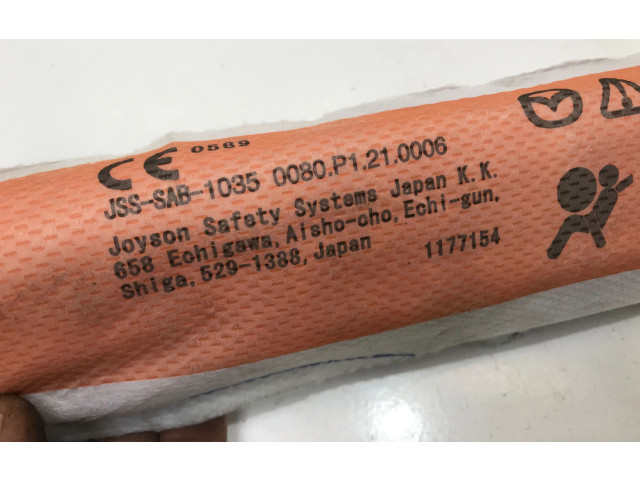 CE 0589
JSS-SAB-1035 0080.P1.21.0006
Joyson Safety Systems Japan K.K.
658 Echigawa, Aisho-cho, Echi-gun,
Shiga, 529-1388, Japan 1177154